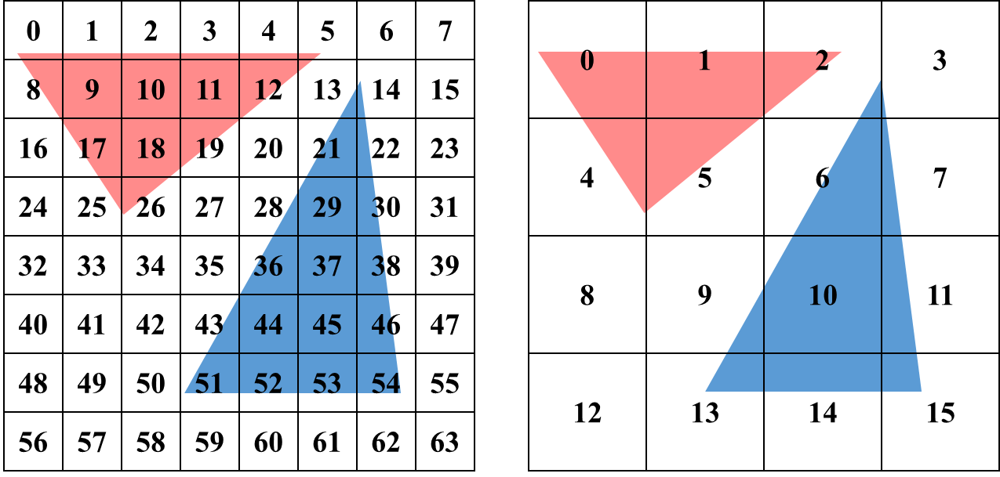 0 1 2 3 4 5 6 7
8 9 10 11 12 13 14 15
16 17 18 19 20 21 22 23
24 25 26 27 28 29 30 31
32 33 34 35 36 37 38 39
40 41 42 43 44 45 46 47
48 49 50 51 52 53 54 55
56 57 58 59 60 61 62 63
0 1 2 3
4 5 6 7
8 9 10 11
12 13 14 15